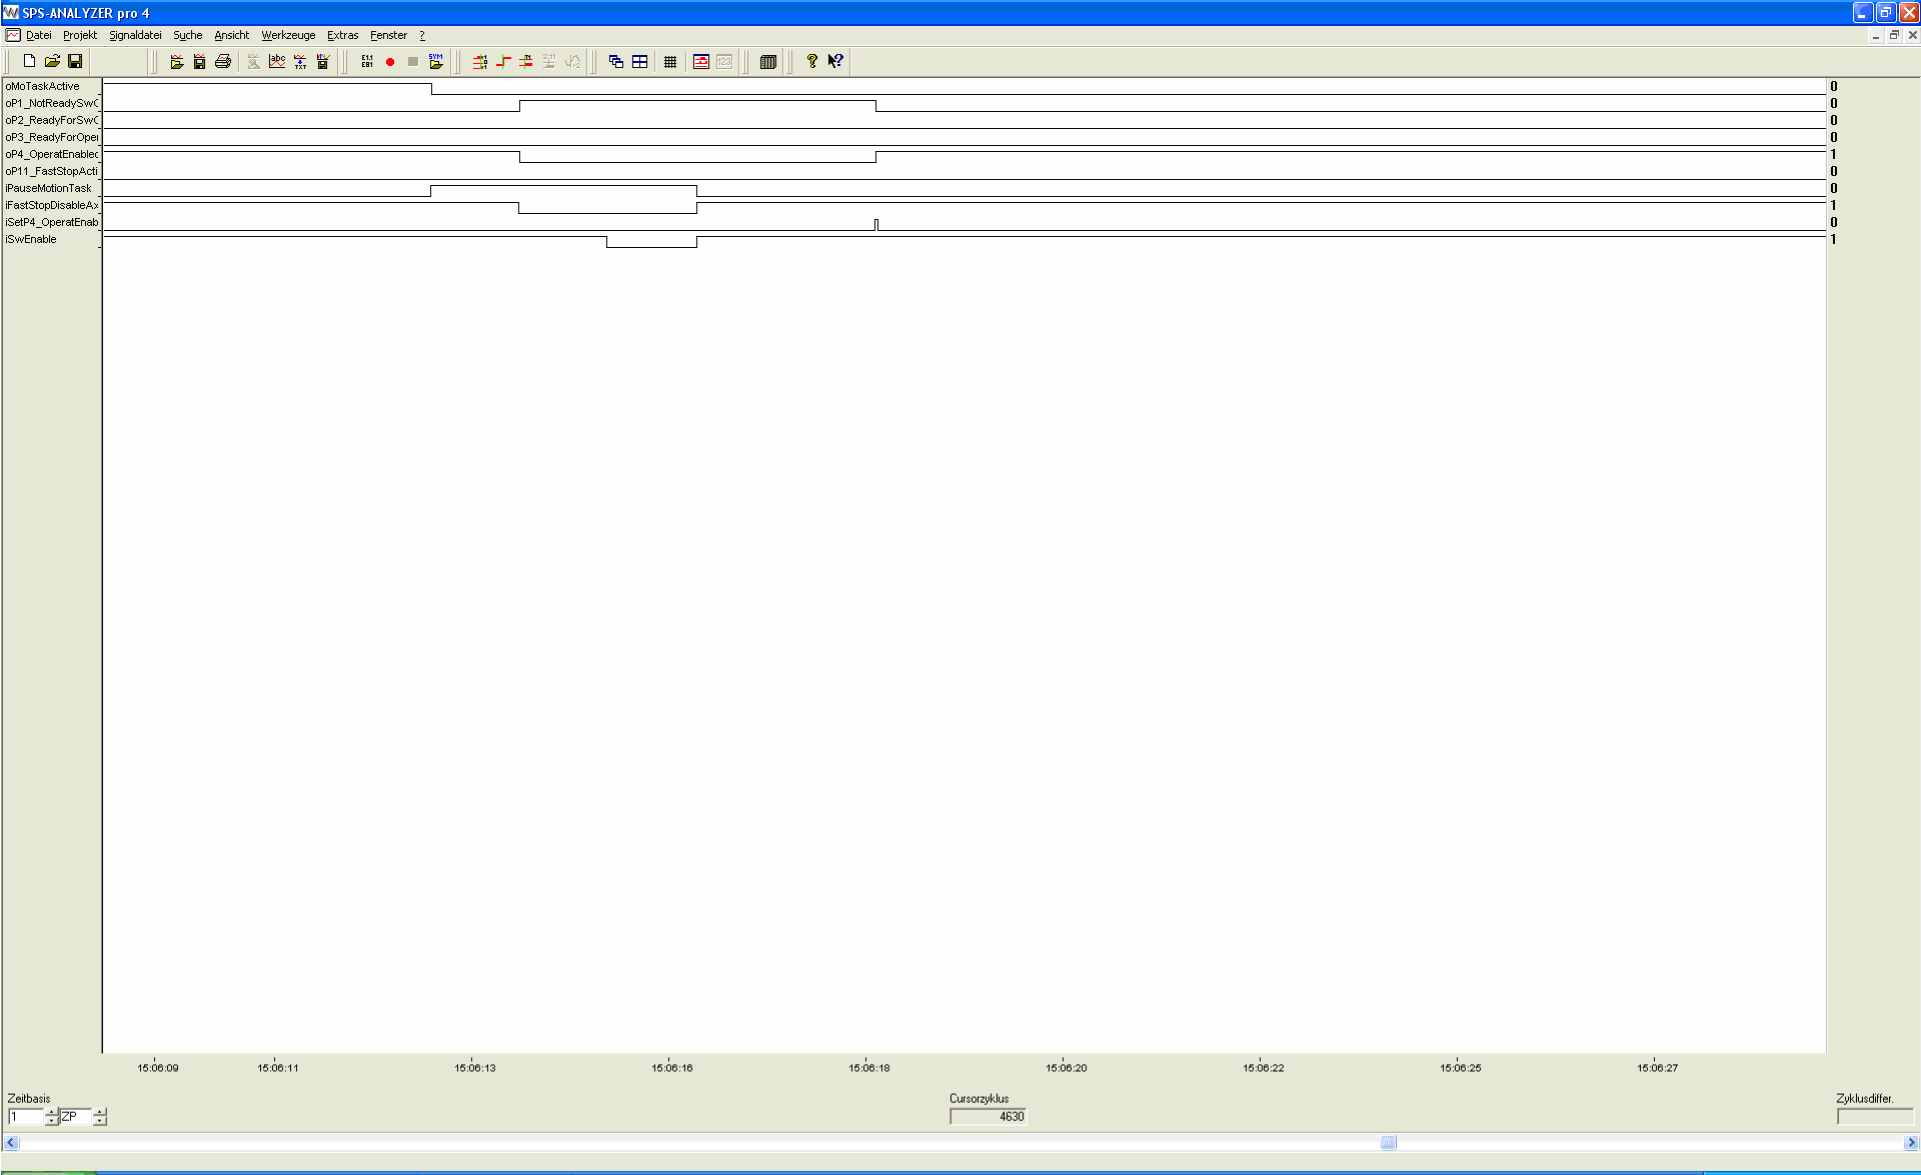 SPS-ANALYZER pro 4
Datei Projekt Signaldatei Suche Ansicht Werkzeuge Extras Fenster ?
oMoTaskActive 0
oP1_NotReadySwC 0
oP2_ReadyForSwC 0
oP3_ReadyForOper 0
oP4_OperatEnabled 1
oP11_FastStopActi 0
iPauseMotionTask 0
iFastStopDisableAx 1
iSetP4_OperatEnab 0
iSwEnable 1
15:06:09 15:06:11 15:06:13 15:06:16 15:06:18 15:06:20 15:06:22 15:06:25 15:06:27
Zeitbasis Cursorzyklus Zyklusdiffer.
1 ZP 4630